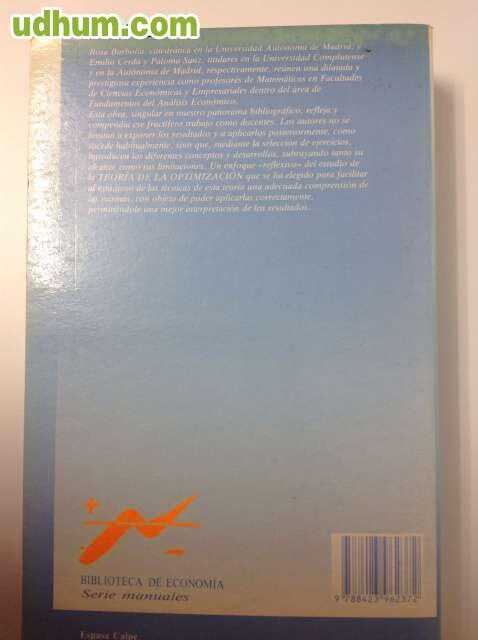 udhum.com
Rosa Barbolla, catedrática en la Universidad Autónoma de Madrid, y
Emilio Cerdá y Paloma Sanz, titulares en la Universidad Complutense
y en la Autónoma de Madrid, respectivamente, reúnen una dilatada y
prestigiosa experiencia como profesores de Matemáticas en Facultades
de Ciencias Económicas y Empresariales dentro del área de
Fundamentos del Análisis Económico.
Esta obra, singular en nuestro panorama bibliográfico, refleja y
compendia ese fructífero trabajo como docentes. Los autores no se
limitan a exponer los resultados y a aplicarlos posteriormente, como
sucede habitualmente, sino que, mediante la selección de ejercicios,
introducen los diferentes conceptos y desarrollos, subrayando tanto su
alcance como sus limitaciones. Un enfoque «reflexivo» del estudio de
la TEORÍA DE LA OPTIMIZACIÓN que se ha elegido para facilitar
al estudioso de las técnicas de esta teoría una adecuada comprensión de
las mismas, con objeto de poder aplicarlas correctamente,
permitiéndole una mejor interpretación de los resultados.
BIBLIOTECA DE ECONOMÍA
Serie manuales
9 788423 962372
Espasa Calpe